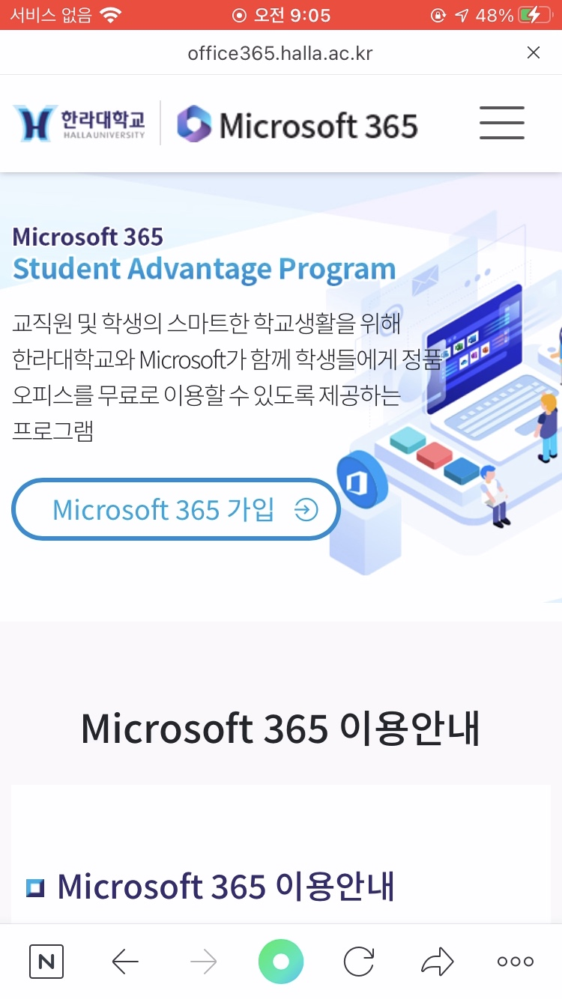 서비스 없음 오전 9:05 48%
office365.halla.ac.kr
한라대학교 Microsoft 365
HALLA UNIVERSITY
Microsoft 365
Student Advantage Program
교직원 및 학생의 스마트한 학교생활을 위해
한라대학교와 Microsoft가 함께 학생들에게 정품
오피스를 무료로 이용할 수 있도록 제공하는
프로그램
Microsoft 365 가입
Microsoft 365 이용안내
Microsoft 365 이용안내
N